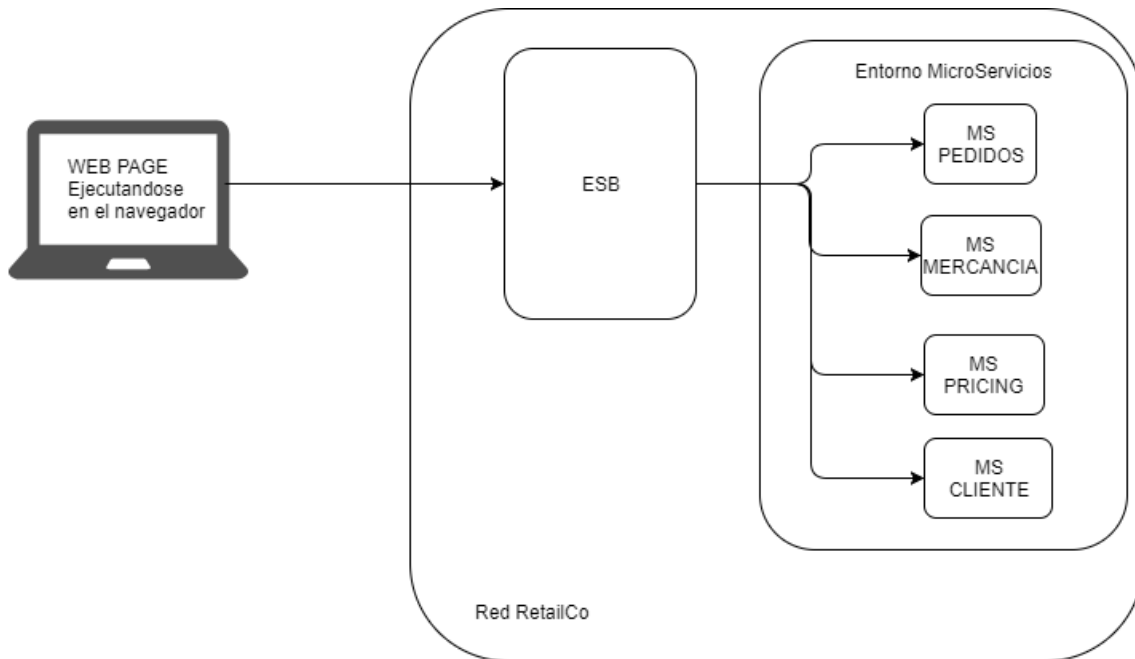 Entorno MicroServicios
WEB PAGE
Ejecutandose
en el navegador
ESB
MS
PEDIDOS
MS
MERCANCIA
MS
PRICING
MS
CLIENTE
Red RetailCo